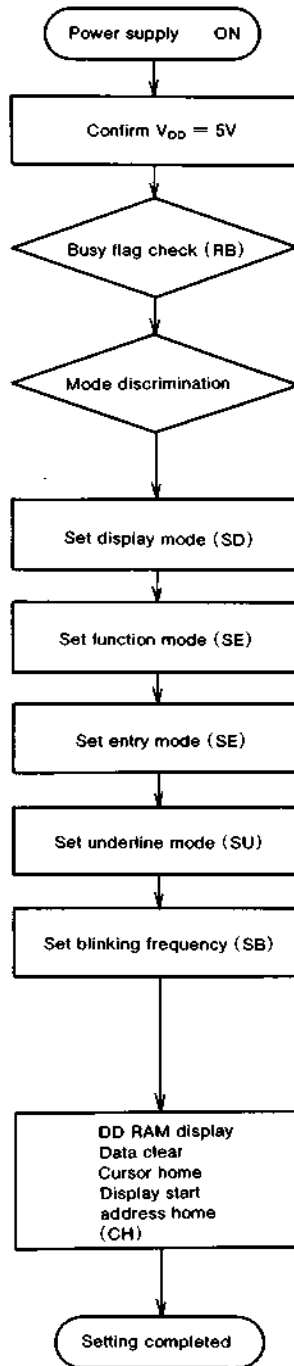 Power supply ON
Confirm VDD = 5V
Busy flag check (RB)
Mode discrimination
Set display mode (SD)
Set function mode (SE)
Set entry mode (SE)
Set underline mode (SU)
Set blinking frequency (SB)
DD RAM display
Data clear
Cursor home
Display start
address home
(CH)
Setting completed